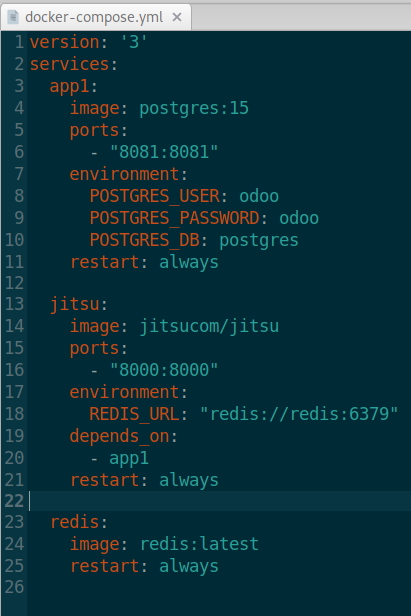 docker-compose.yml ×
1 version: '3'
2 services:
3   app1:
4     image: postgres:15
5     ports:
6       - "8081:8081"
7     environment:
8       POSTGRES_USER: odoo
9       POSTGRES_PASSWORD: odoo
10       POSTGRES_DB: postgres
11     restart: always
12
13   jitsu:
14     image: jitsucom/jitsu
15     ports:
16       - "8000:8000"
17     environment:
18       REDIS_URL: "redis://redis:6379"
19     depends_on:
20       - app1
21     restart: always
22
23   redis:
24     image: redis:latest
25     restart: always
26